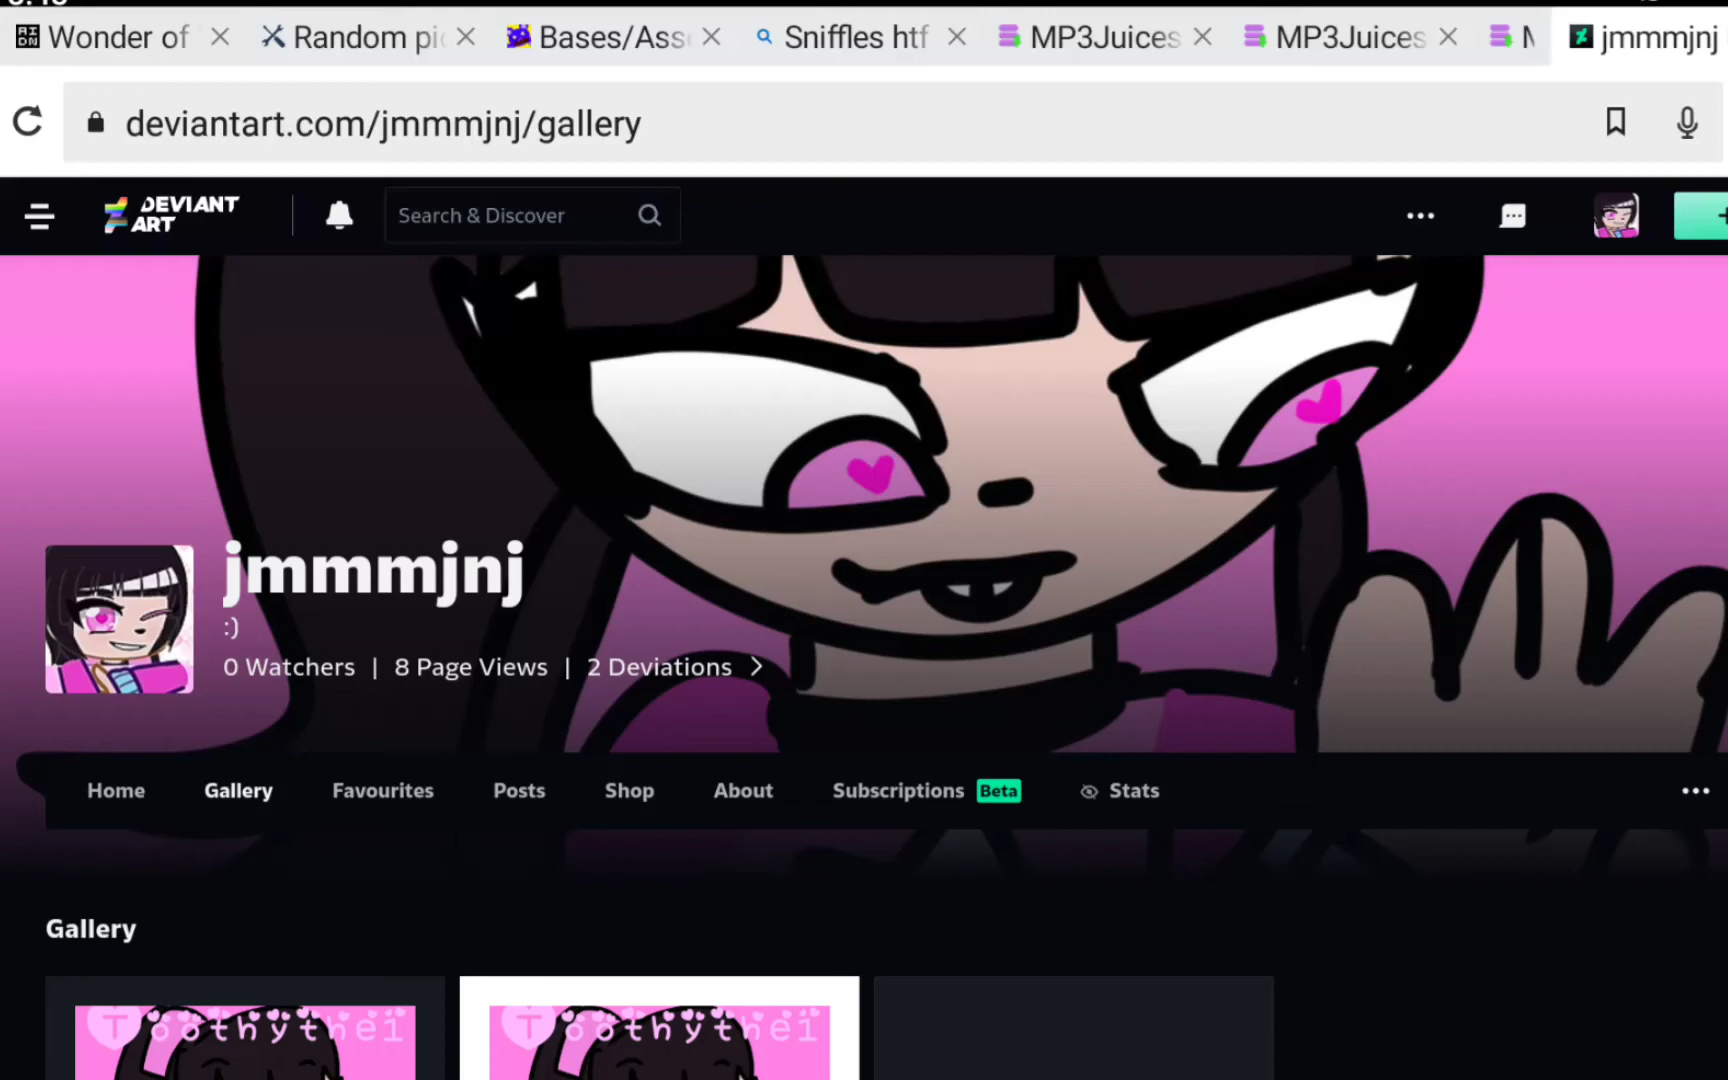 Wonder of
Random pi
Bases/Ass
Sniffles htf
MP3Juices
MP3Juices
jmmmjnj
deviantart.com/jmmmjnj/gallery
DEVIANT
ART
Search & Discover
jmmmjnj
:)
0 Watchers | 8 Page Views | 2 Deviations
Home
Gallery
Favourites
Posts
Shop
About
Subscriptions Beta
Stats
Gallery
Toothythei
Toothythei